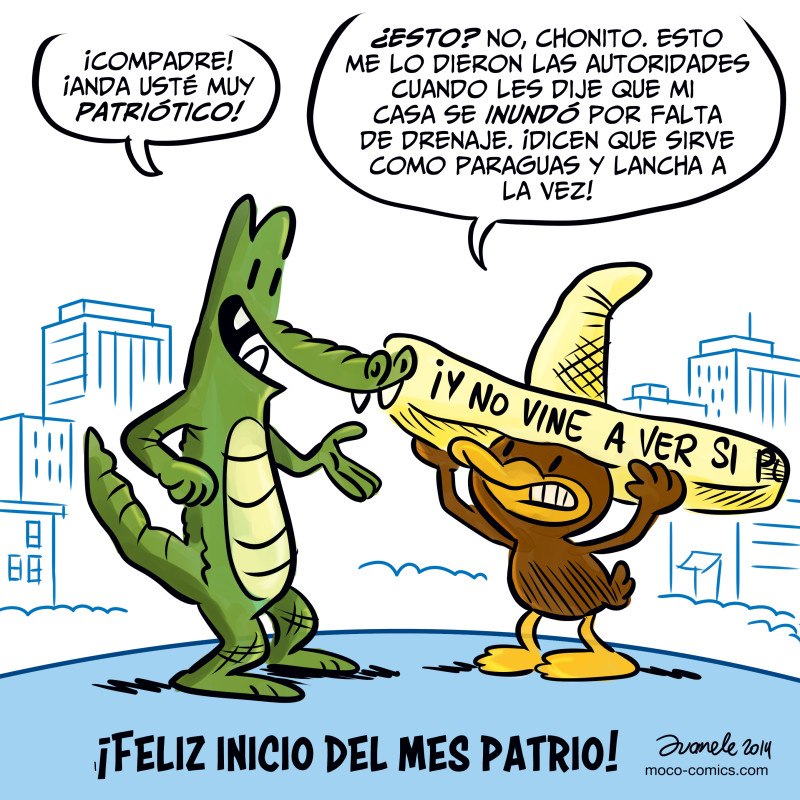 ¡COMPADRE!
¡ANDA USTÉ MUY
PATRIÓTICO!
¿ESTO? NO, CHONITO. ESTO
ME LO DIERON LAS AUTORIDADES
CUANDO LES DIJE QUE MI
CASA SE INUNDÓ POR FALTA
DE DRENAJE. ¡DICEN QUE SIRVE
COMO PARAGUAS Y LANCHA A
LA VEZ!
¡Y NO VINE A VER SI
¡FELIZ INICIO DEL MES PATRIO!
Juanele 2014
moco-comics.com